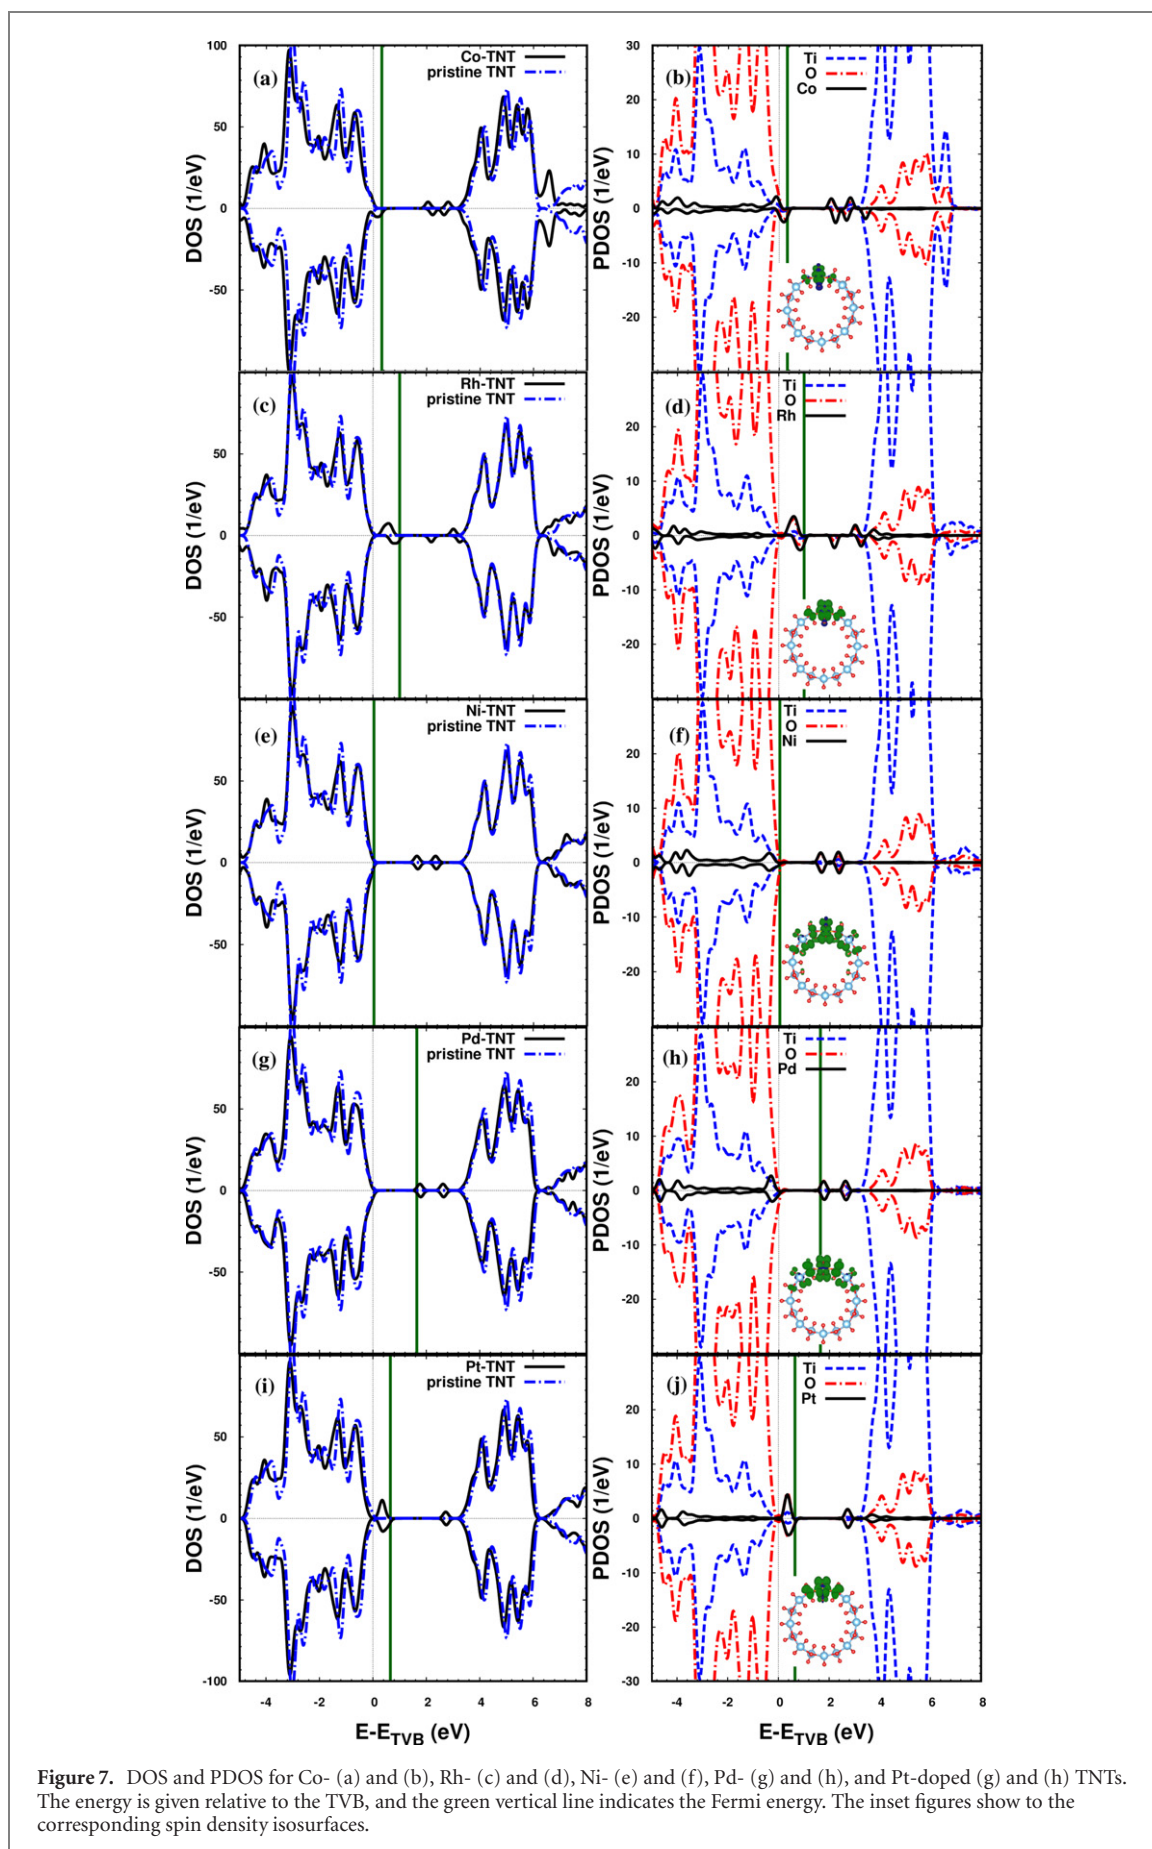 (a)
Co-TNT
pristine TNT
DOS (1/eV)
100
50
0
-50
(b)
Ti
O
Co
PDOS (1/eV)
30
20
10
0
-10
-20
(c)
Rh-TNT
pristine TNT
DOS (1/eV)
50
0
-50
(d)
Ti
O
Rh
PDOS (1/eV)
20
10
0
-10
-20
(e)
Ni-TNT
pristine TNT
DOS (1/eV)
50
0
-50
(f)
Ti
O
Ni
PDOS (1/eV)
20
10
0
-10
-20
(g)
Pd-TNT
pristine TNT
DOS (1/eV)
50
0
-50
(h)
Ti
O
Pd
PDOS (1/eV)
20
10
0
-10
-20
(i)
Pt-TNT
pristine TNT
DOS (1/eV)
50
0
-50
-100
-4 -2 0 2 4 6 8
E-E_TVB (eV)
(j)
Ti
O
Pt
PDOS (1/eV)
20
10
0
-10
-20
-30
-4 -2 0 2 4 6 8
E-E_TVB (eV)
Figure 7. DOS and PDOS for Co- (a) and (b), Rh- (c) and (d), Ni- (e) and (f), Pd- (g) and (h), and Pt-doped (g) and (h) TNTs.
The energy is given relative to the TVB, and the green vertical line indicates the Fermi energy. The inset figures show to the
corresponding spin density isosurfaces.